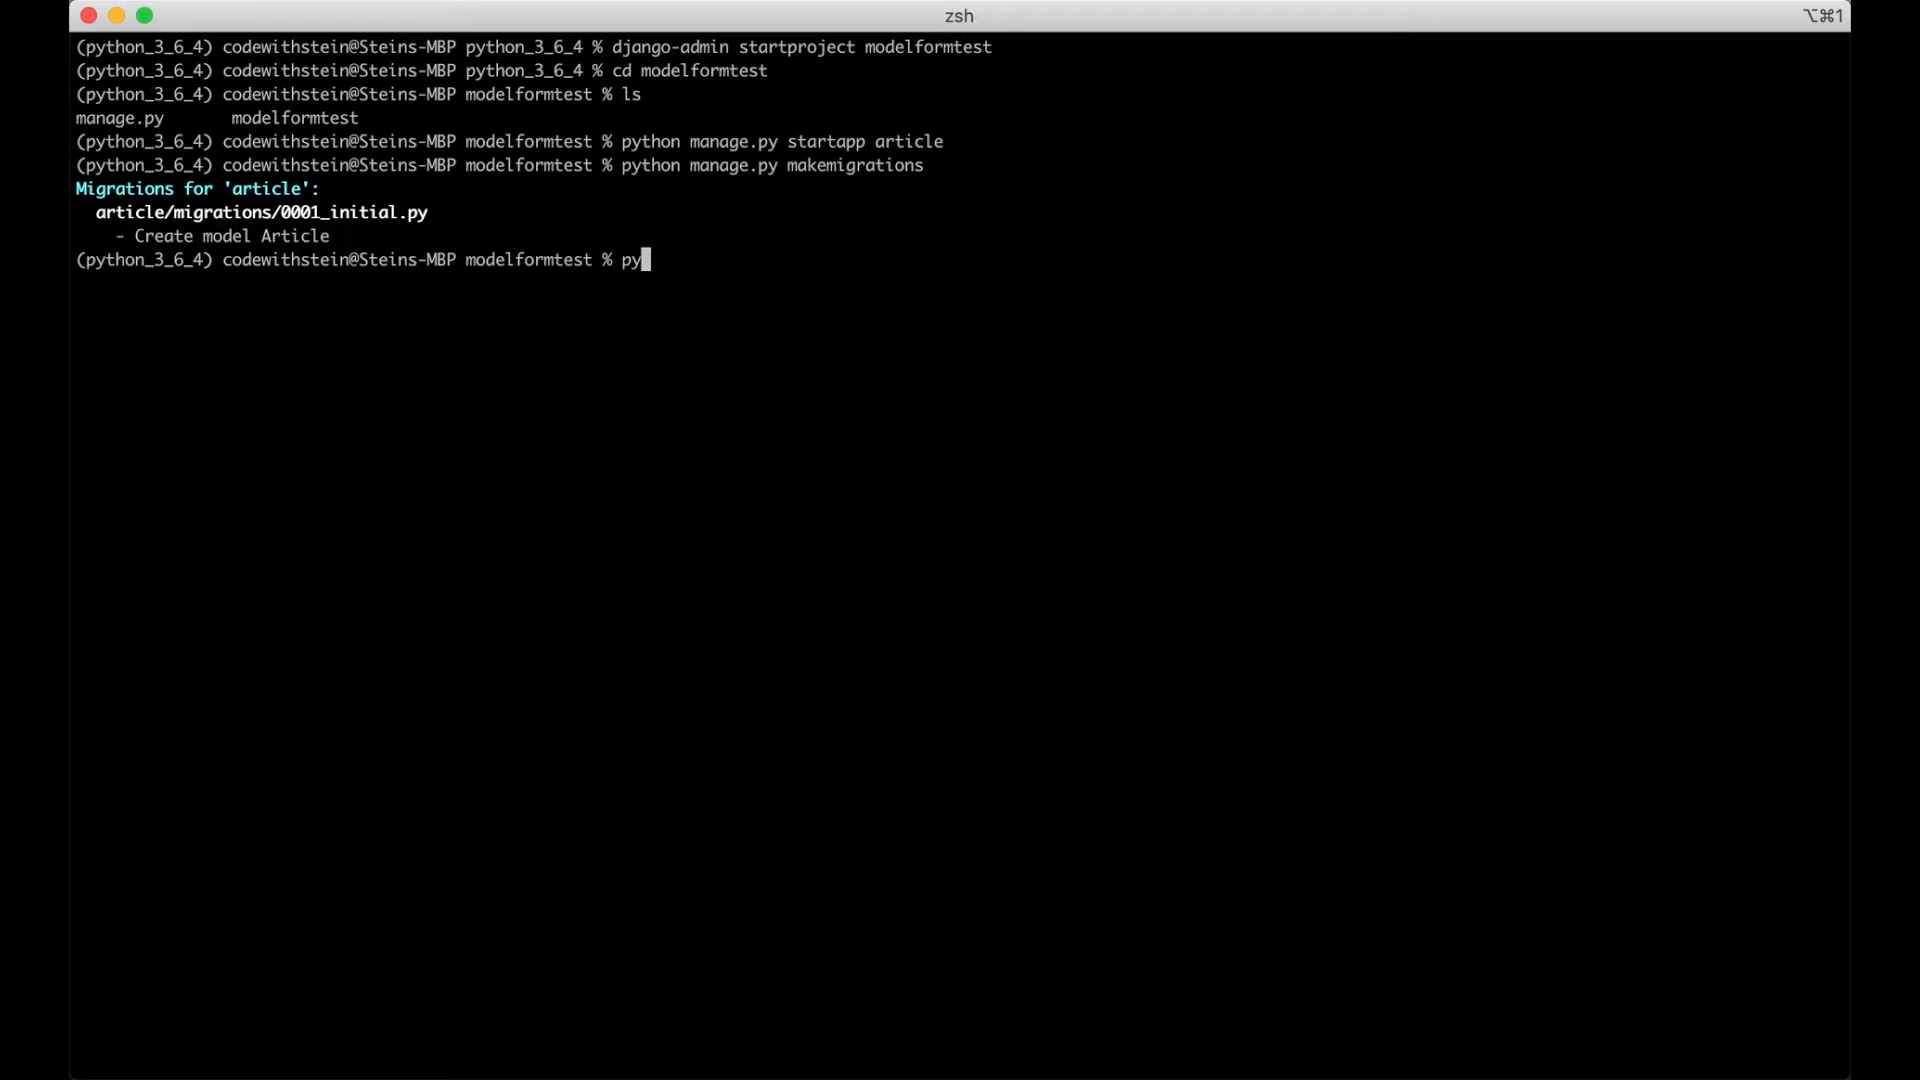 zsh
⌥⌘1
(python_3_6_4) codewithstein@Steins-MBP python_3_6_4 % django-admin startproject modelformtest
(python_3_6_4) codewithstein@Steins-MBP python_3_6_4 % cd modelformtest
(python_3_6_4) codewithstein@Steins-MBP modelformtest % ls
manage.py       modelformtest
(python_3_6_4) codewithstein@Steins-MBP modelformtest % python manage.py startapp article
(python_3_6_4) codewithstein@Steins-MBP modelformtest % python manage.py makemigrations
Migrations for 'article':
  article/migrations/0001_initial.py
    - Create model Article
(python_3_6_4) codewithstein@Steins-MBP modelformtest % py